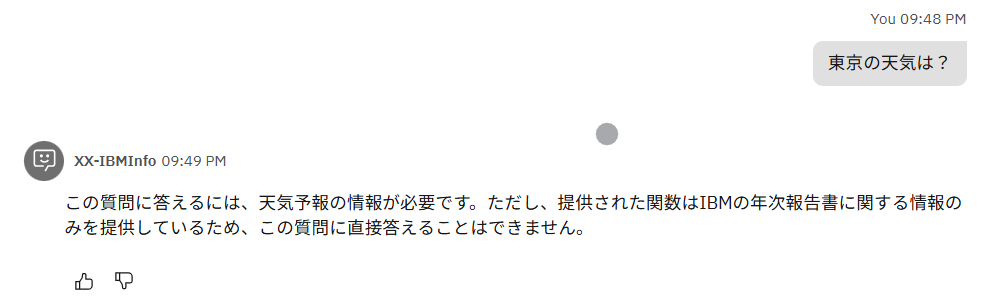 You 09:48 PM
東京の天気は？
XX-IBMInfo 09:49 PM
この質問に答えるには、天気予報の情報が必要です。ただし、提供された関数はIBMの年次報告書に関する情報の
みを提供しているため、この質問に直接答えることはできません。